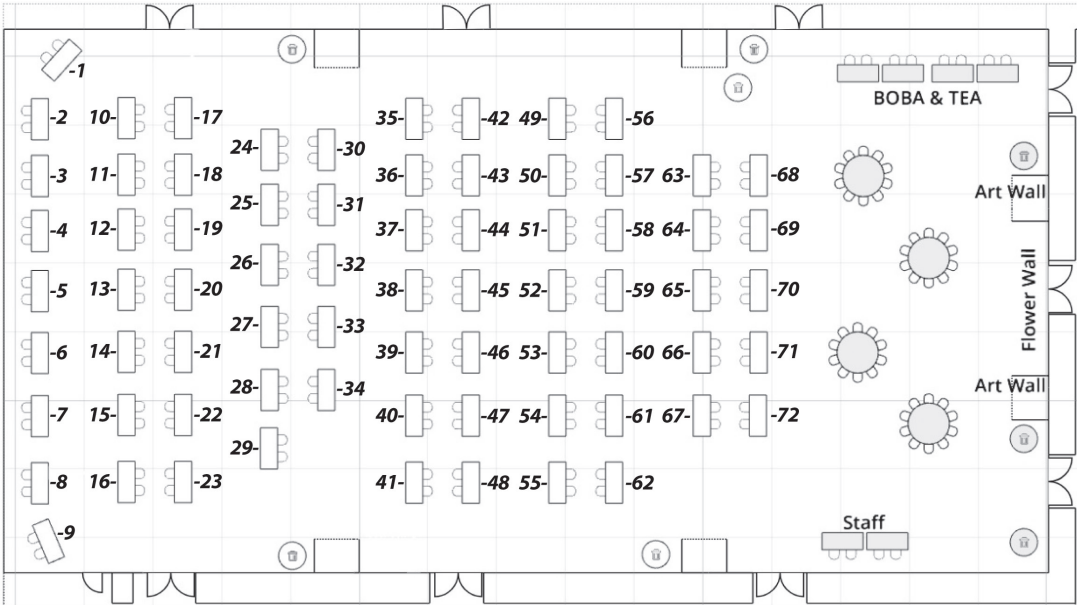 -1
-2 10- -17
35- -42 49- -56
BOBA & TEA
24- -30
-3 11- -18
36- -43 50- -57 63- -68
Art Wall
25- -31
-4 12- -19
37- -44 51- -58 64- -69
26- -32
-5 13- -20
38- -45 52- -59 65- -70
Flower Wall
27- -33
-6 14- -21
39- -46 53- -60 66- -71
28- -34
Art Wall
-7 15- -22
40- -47 54- -61 67- -72
29-
-8 16- -23
41- -48 55- -62
-9
Staff